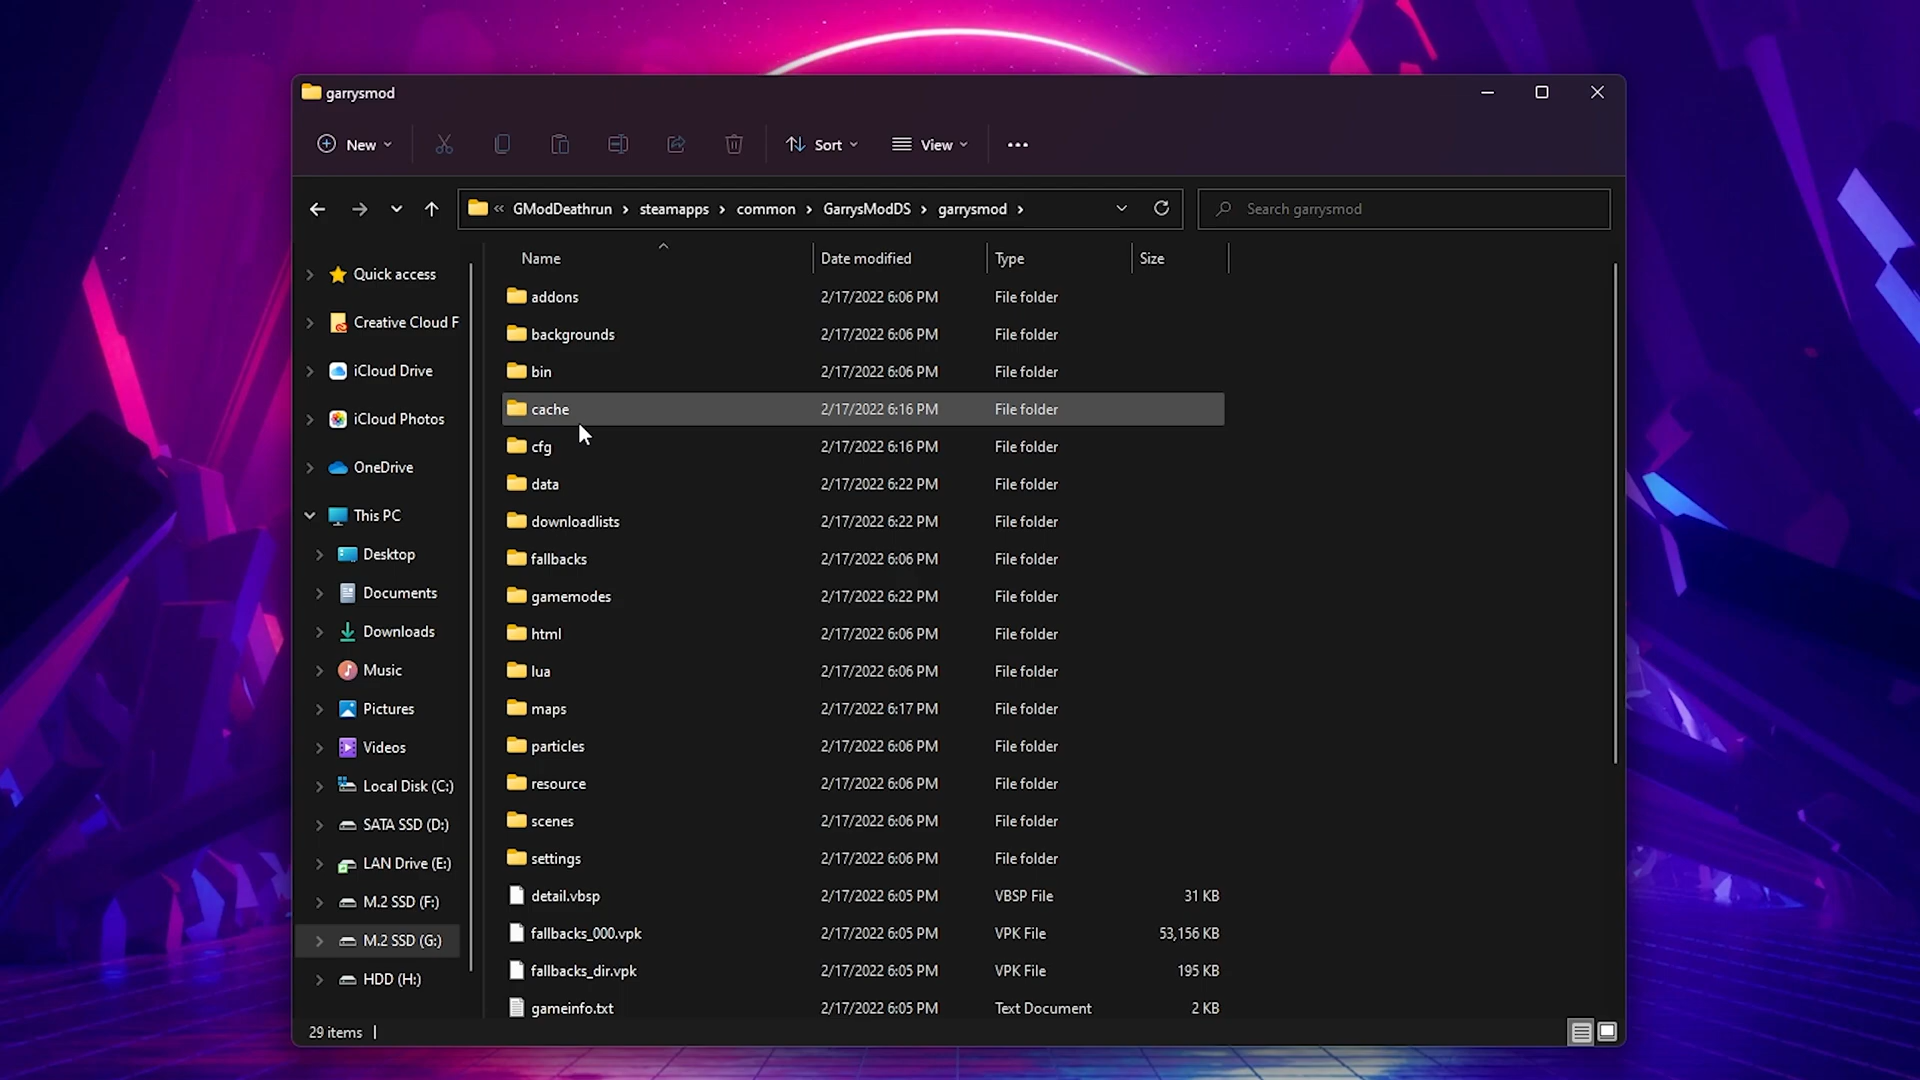 garrysmod
New
Sort
View
« GModDeathrun › steamapps › common › GarrysModDS › garrysmod ›
Search garrysmod
Name Date modified Type Size
Quick access
Creative Cloud F
iCloud Drive
iCloud Photos
OneDrive
This PC
Desktop
Documents
Downloads
Music
Pictures
Videos
Local Disk (C:)
SATA SSD (D:)
LAN Drive (E:)
M.2 SSD (F:)
M.2 SSD (G:)
HDD (H:)
addons 2/17/2022 6:06 PM File folder
backgrounds 2/17/2022 6:06 PM File folder
bin 2/17/2022 6:06 PM File folder
cache 2/17/2022 6:16 PM File folder
cfg 2/17/2022 6:16 PM File folder
data 2/17/2022 6:22 PM File folder
downloadlists 2/17/2022 6:22 PM File folder
fallbacks 2/17/2022 6:06 PM File folder
gamemodes 2/17/2022 6:22 PM File folder
html 2/17/2022 6:06 PM File folder
lua 2/17/2022 6:06 PM File folder
maps 2/17/2022 6:17 PM File folder
particles 2/17/2022 6:06 PM File folder
resource 2/17/2022 6:06 PM File folder
scenes 2/17/2022 6:06 PM File folder
settings 2/17/2022 6:06 PM File folder
detail.vbsp 2/17/2022 6:05 PM VBSP File 31 KB
fallbacks_000.vpk 2/17/2022 6:05 PM VPK File 53,156 KB
fallbacks_dir.vpk 2/17/2022 6:05 PM VPK File 195 KB
gameinfo.txt 2/17/2022 6:05 PM Text Document 2 KB
29 items